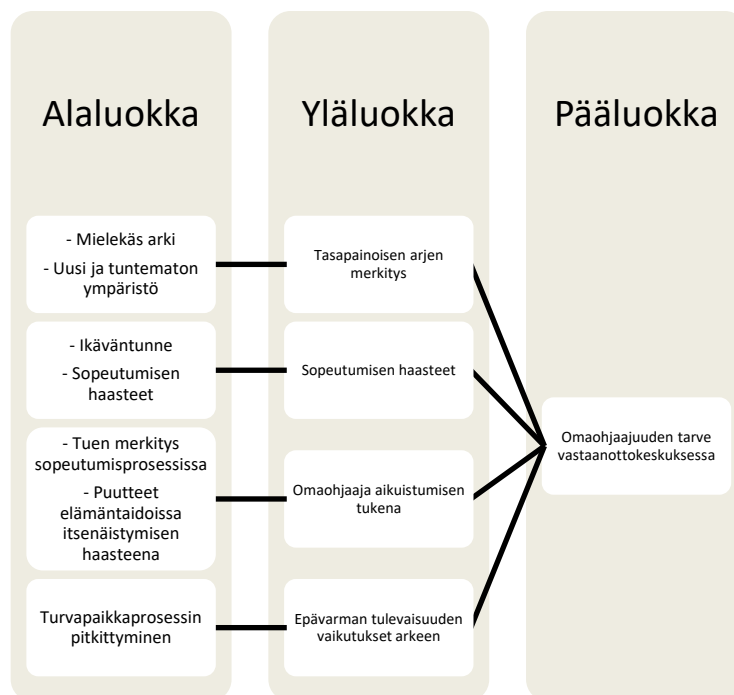 Alaluokka
Yläluokka
Pääluokka
- Mielekäs arki
- Uusi ja tuntematon
ympäristö
Tasapainoisen arjen
merkitys
- Ikäväntunne
- Sopeutumisen
haasteet
Sopeutumisen haasteet
- Tuen merkitys
sopeutumisprosessissa
- Puutteet
elämäntaidoissa
itsenäistymisen
haasteena
Omaohjaaja aikuistumisen
tukena
Turvapaikkaprosessin
pitkittyminen
Epävarman tulevaisuuden
vaikutukset arkeen
Omaohjaajuuden tarve
vastaanottokeskuksessa